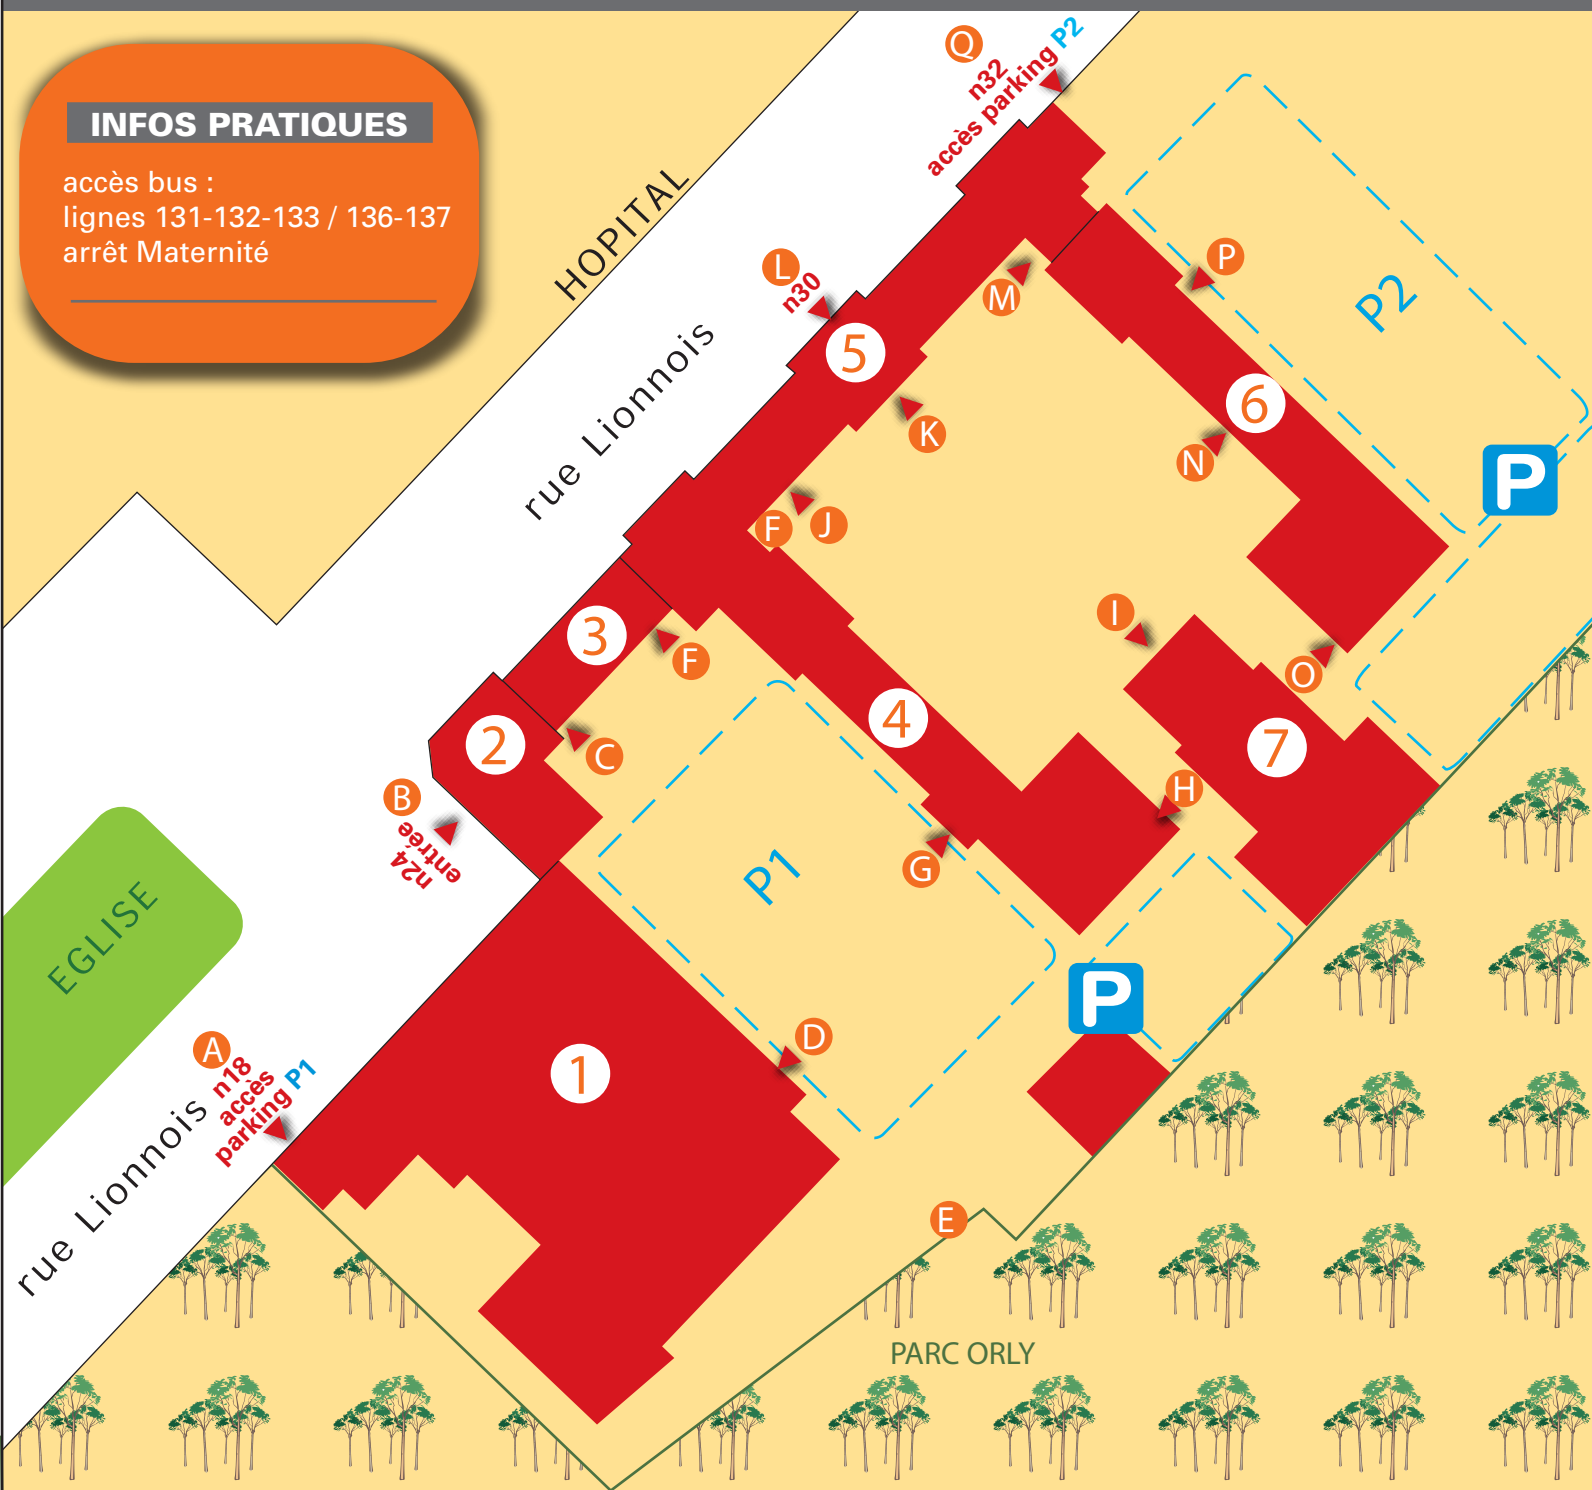 INFOS PRATIQUES
accès bus :
lignes 131-132-133 / 136-137
arrêt Maternité
Q
n32
accès parking P2
HOPITAL
L
n30
rue Lionnois
M
P
P2
5
6
K
N
P
F
J
I
O
3
F
4
7
2
C
B
n24
entrée
H
G
P1
EGLISE
P
A
n18
accès
parking P1
rue Lionnois
D
1
E
PARC ORLY